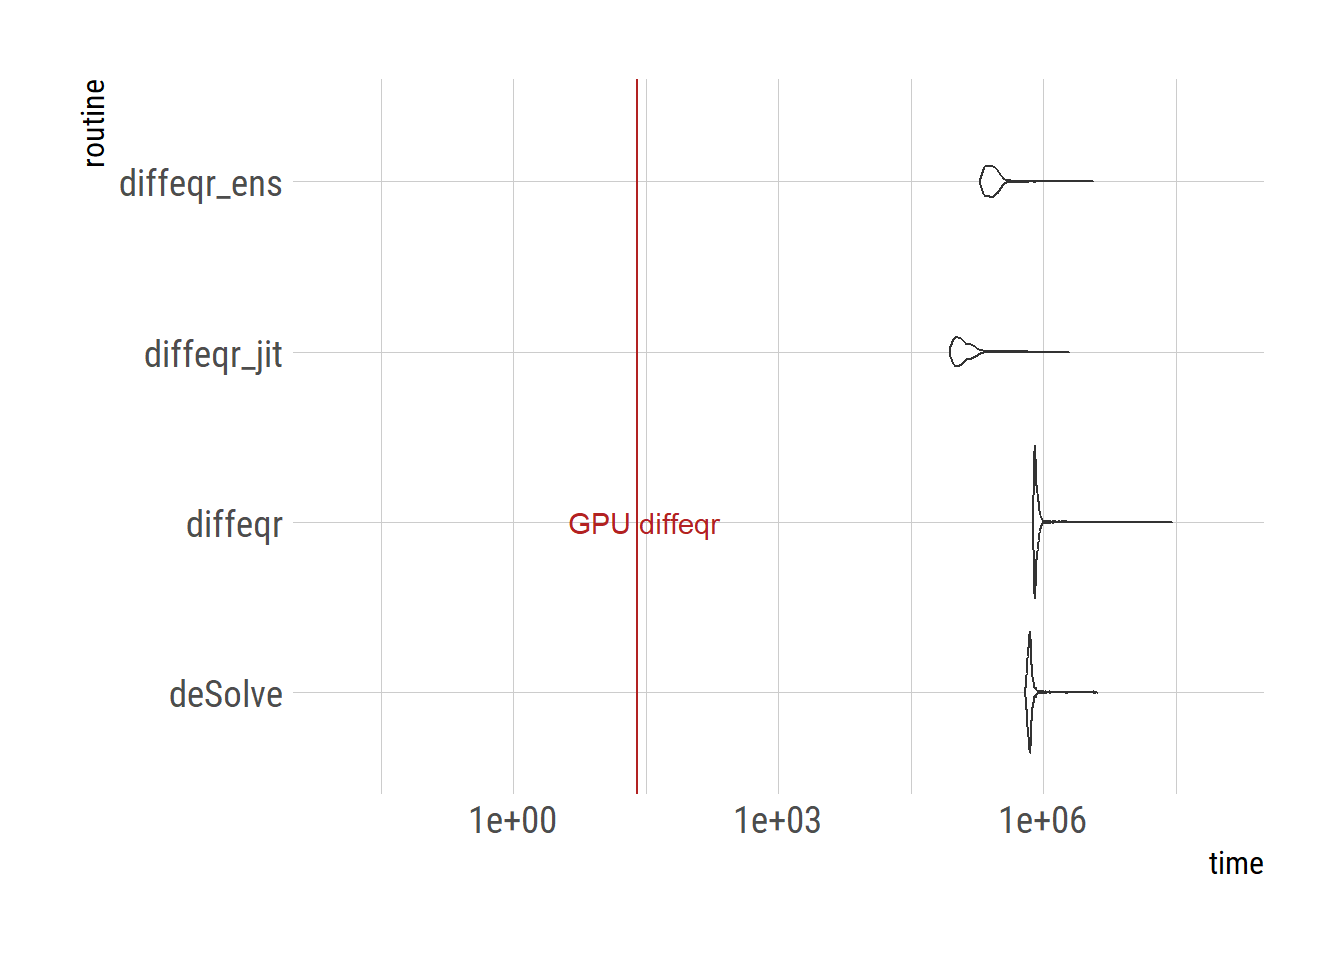 routine
diffeqr_ens
diffeqr_jit
diffeqr
GPU diffeqr
deSolve
1e+00 1e+03 1e+06
time